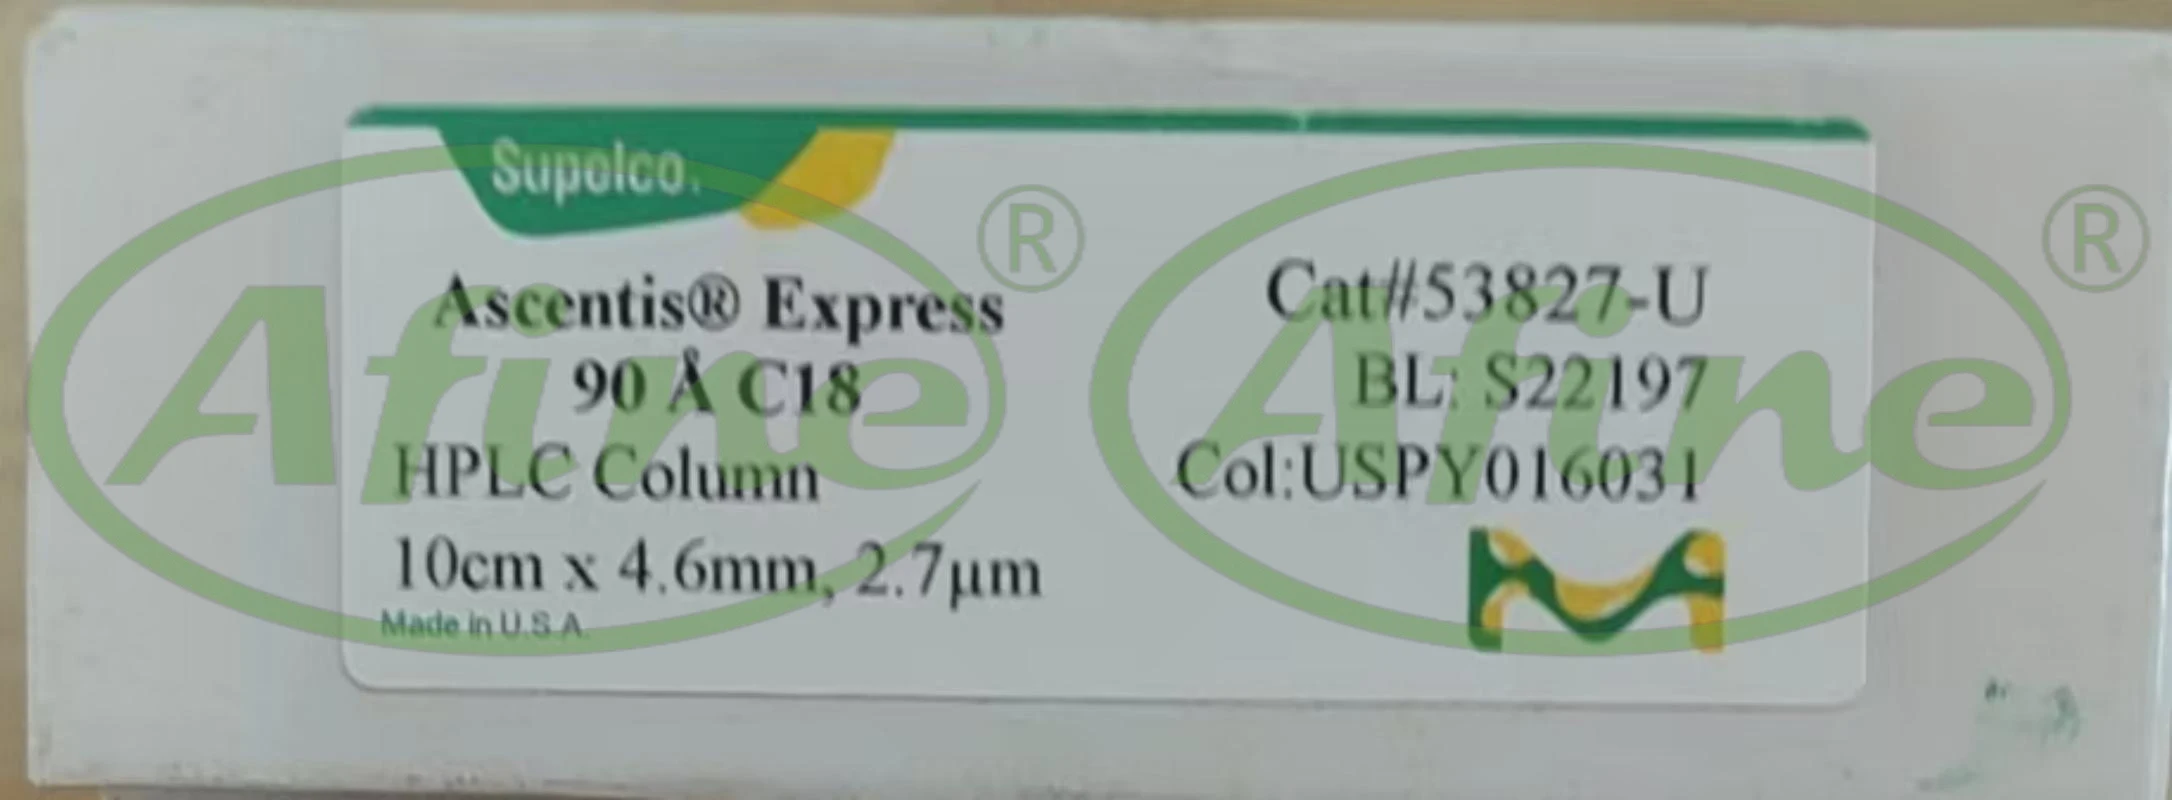 Supelco.
Ascentis® Express
90 Å C18
HPLC Column
10cm x 4.6mm, 2.7µm
Made in U.S.A.
Cat#53827-U
BL: S22197
Col:USPY016031
Afine®
Afine®